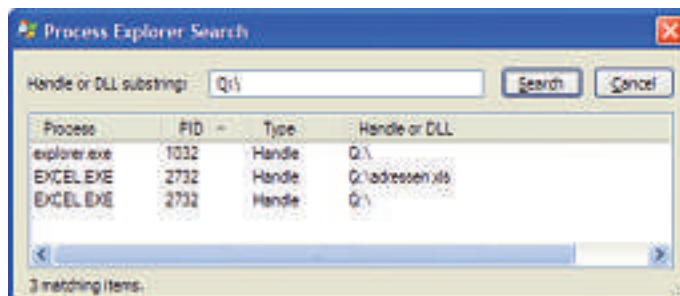 Process Explorer Search
Handle or DLL substring: Q:\ Search Cancel
Process PID Type Handle or DLL
explorer.exe 1032 Handle Q:\
EXCEL.EXE 2732 Handle Q:\adressen.xls
EXCEL.EXE 2732 Handle Q:\
3 matching items.